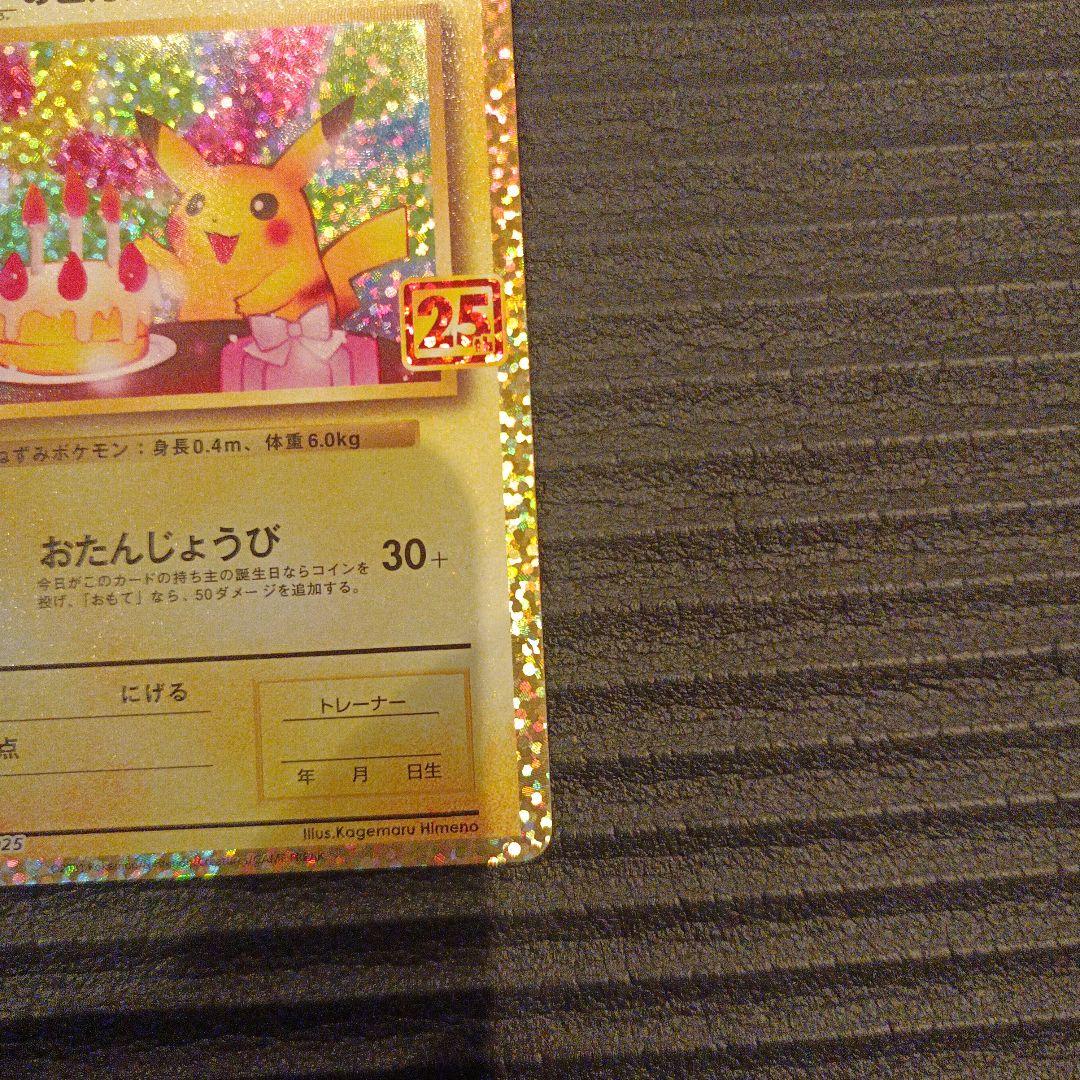 25th
ねずみポケモン：身長0.4m、体重6.0kg
おたんじょうび 30+
今日がこのカードの持ち主の誕生日ならコインを
投げ、「おもて」なら、50ダメージを追加する。
にげる
トレーナー
点
年 月 日生
Illus.Kagemaru Himeno
025
GAME FREAK